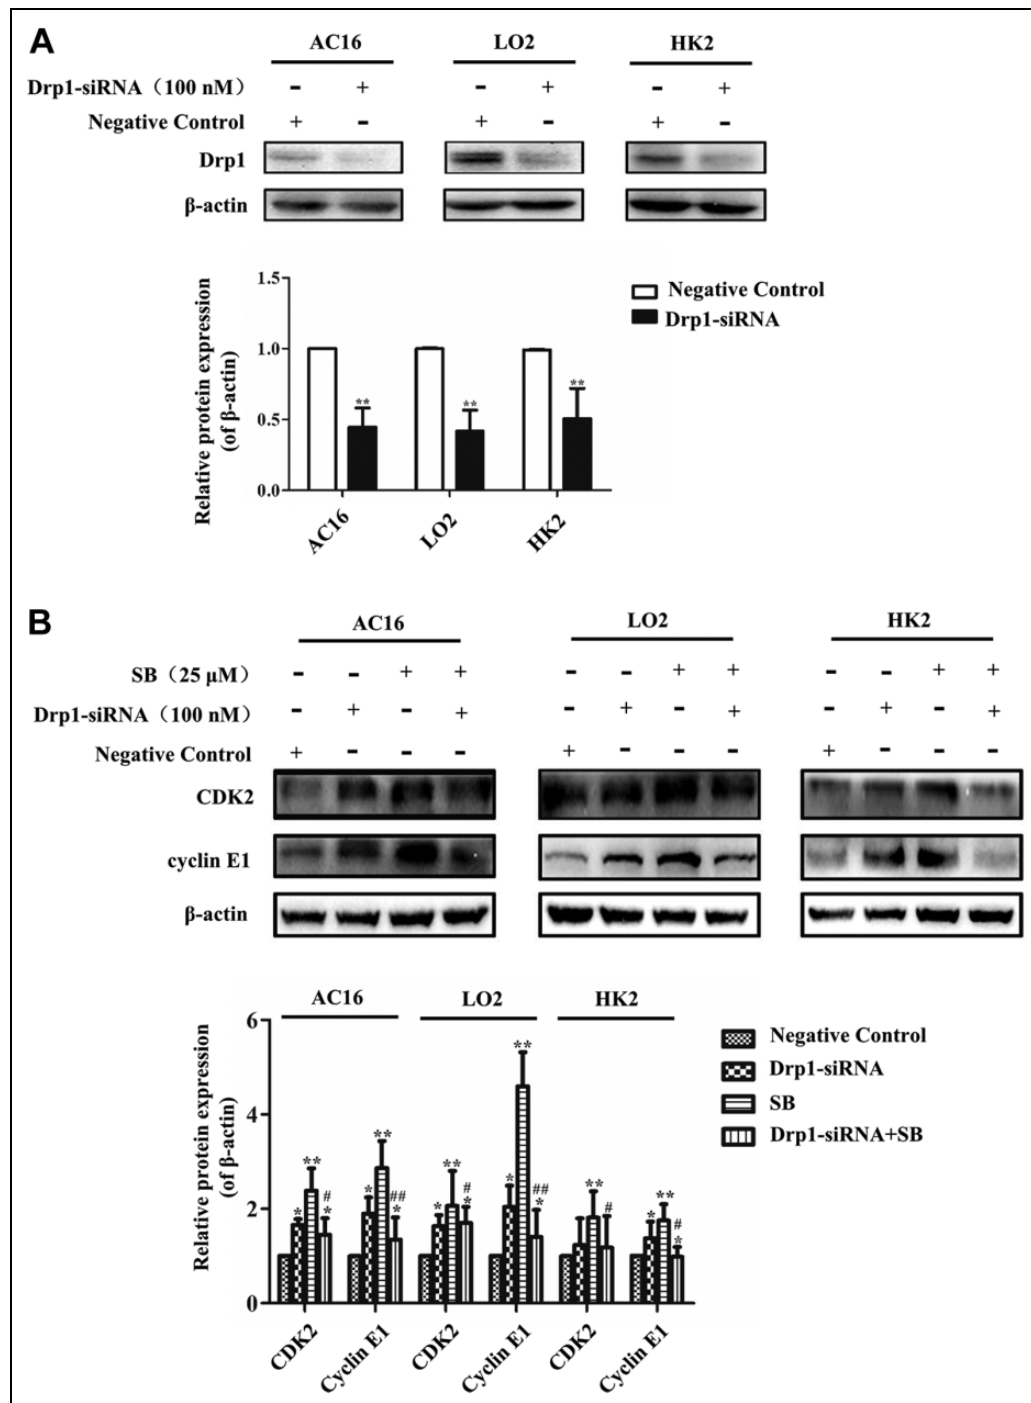 A
AC16 LO2 HK2
Drp1-siRNA（100 nM） - + - + - +
Negative Control + - + - + -
Drp1
β-actin
Relative protein expression
(of β-actin)
1.5
1.0
0.5
0.0
** ** **
AC16 LO2 HK2
Negative Control
Drp1-siRNA
B
AC16 LO2 HK2
SB（25 μM） - - + + - - + + - - + +
Drp1-siRNA（100 nM） - + - + - + - + - + - +
Negative Control + - - - + - - - + - - -
CDK2
cyclin E1
β-actin
AC16 LO2 HK2
Relative protein expression
(of β-actin)
6
4
2
0
* ** # * * ** ## * * ** # * * ** ## * ** # * ** # *
CDK2 Cyclin E1 CDK2 Cyclin E1 CDK2 Cyclin E1
Negative Control
Drp1-siRNA
SB
Drp1-siRNA+SB